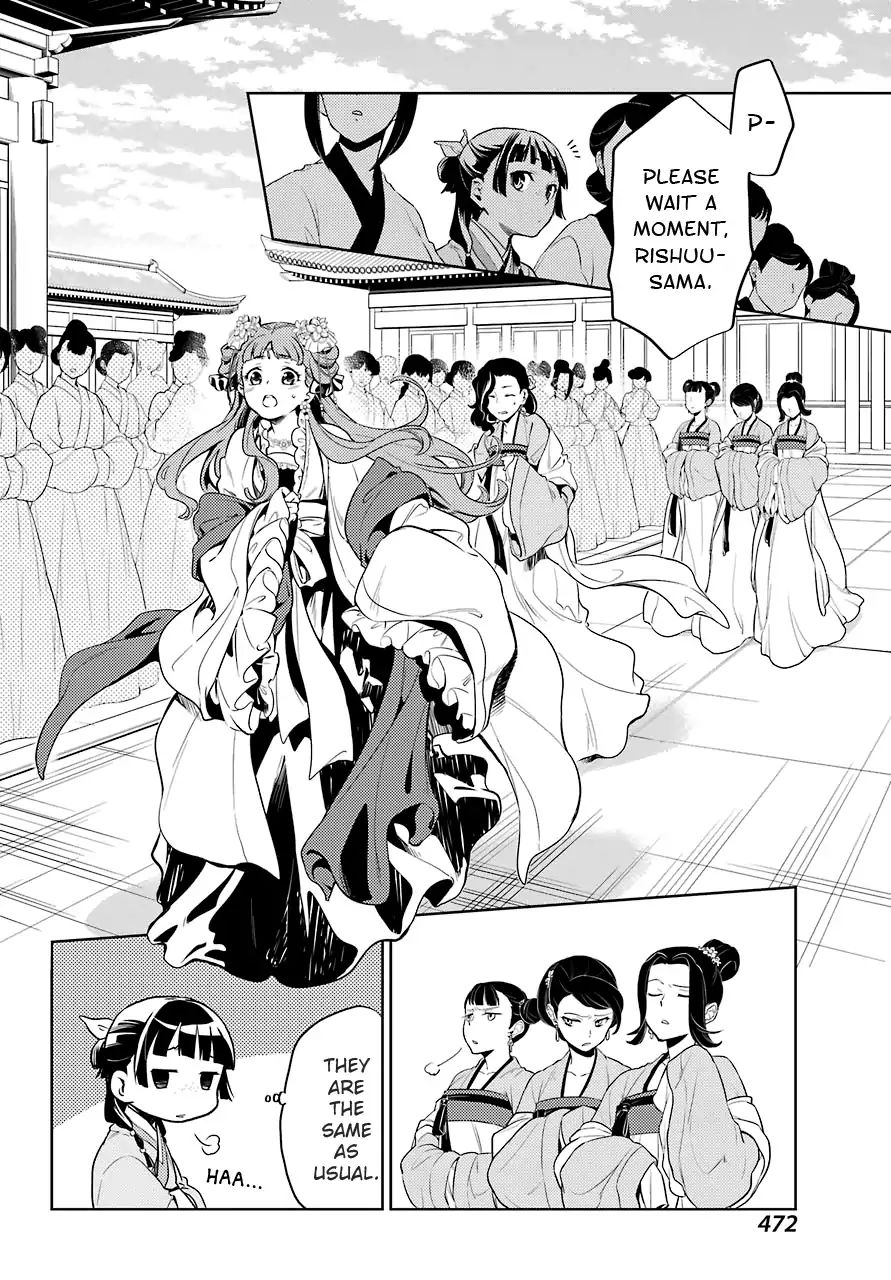 P-
PLEASE
WAIT A
MOMENT,
RISHUU-
SAMA.
THEY
ARE
THE
SAME
AS
USUAL.
HAA...
472